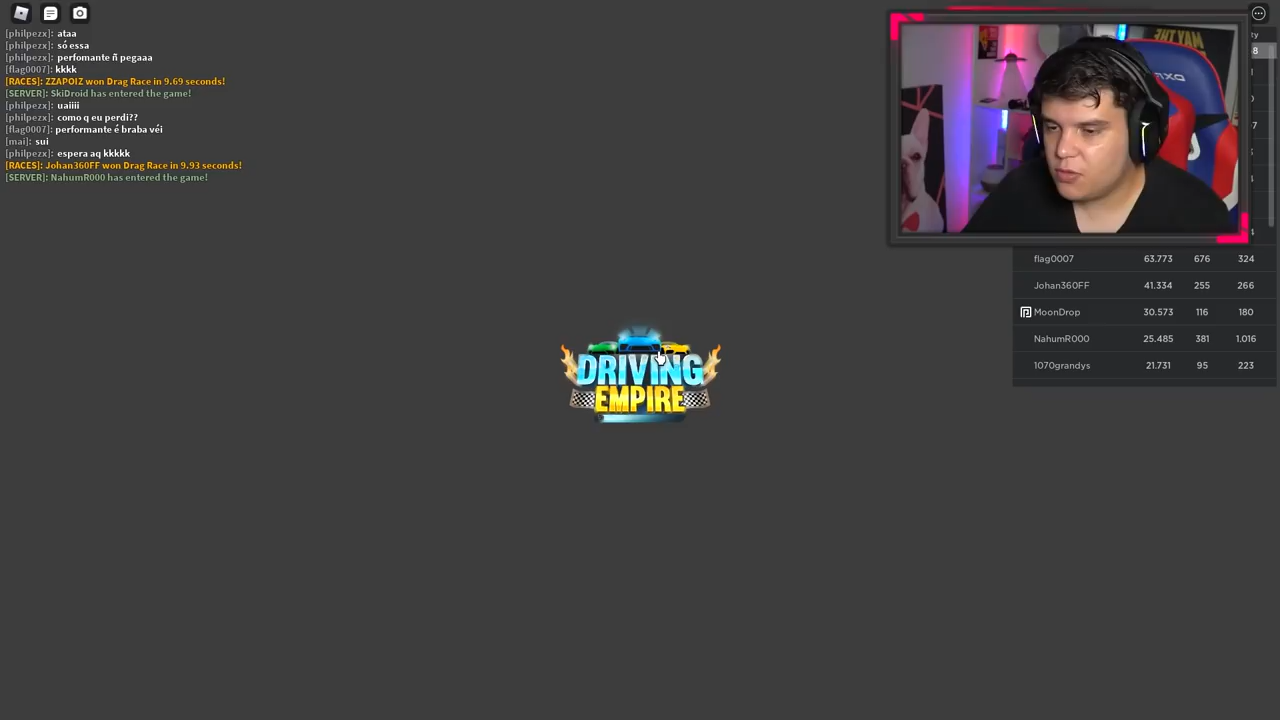 [philpezx]: ataa
[philpezx]: só essa
[philpezx]: perfomante ñ pegaaa
[flag0007]: kkkk
[RACES]: ZZAPOIZ won Drag Race in 9.69 seconds!
[SERVER]: SkiDroid has entered the game!
[philpezx]: uaiiii
[philpezx]: como q eu perdi??
[flag0007]: performante é braba véi
[mai]: sui
[philpezx]: espera aq kkkkk
[RACES]: Johan360FF won Drag Race in 9.93 seconds!
[SERVER]: NahumR000 has entered the game!
DRIVING
EMPIRE
flag0007 63.773 676 324
Johan360FF 41.334 255 266
MoonDrop 30.573 116 180
NahumR000 25.485 381 1.016
1070grandys 21.731 95 223